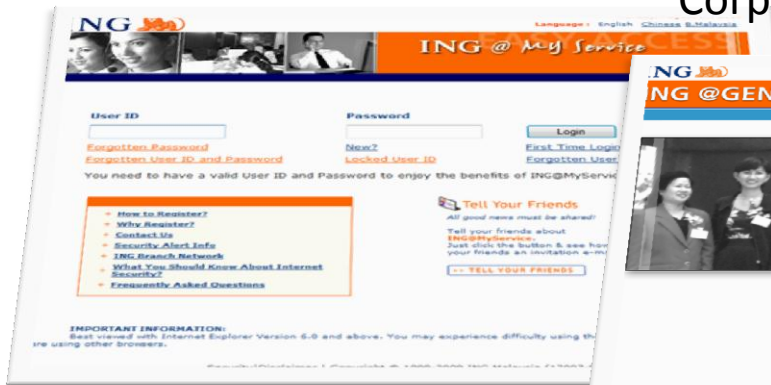 Corp
ING
Language : English Chinese B.Malaysia
EASY ACCESS
ING @ My Service
User ID
Password
Login
Forgotten Password
New?
First Time Login
Forgotten User ID and Password
Locked User ID
Forgotten User
You need to have a valid User ID and Password to enjoy the benefits of ING@MyServic
How to Register?
Why Register?
Contact Us
Security Alert Info
ING Branch Network
What You Should Know About Internet
Security?
Frequently Asked Questions
Tell Your Friends
All good news must be shared!
Tell your friends about
ING@MyService.
Just click the button & see how
your friends an invitation e-m
>> TELL YOUR FRIENDS
IMPORTANT INFORMATION:
Best viewed with Internet Explorer Version 6.0 and above. You may experience difficulty using th
re using other browsers.
ING
NG @GEN